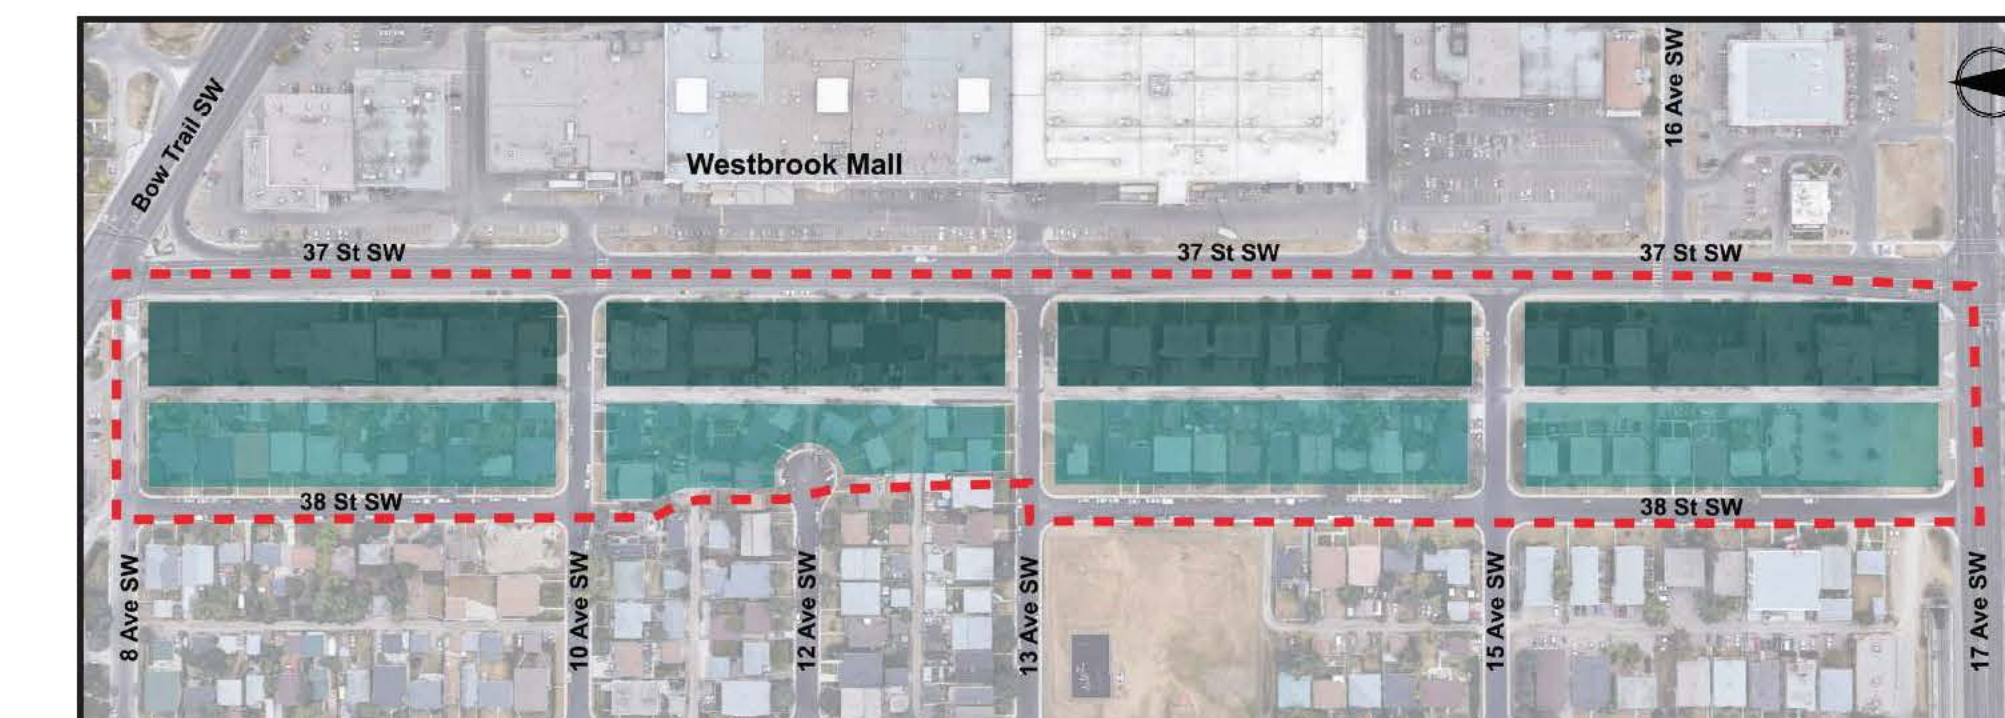 Bow Trail SW
16 Ave SW
Westbrook Mall
37 St SW
37 St SW
37 St SW
38 St SW
38 St SW
8 Ave SW
10 Ave SW
12 Ave SW
13 Ave SW
15 Ave SW
17 Ave SW